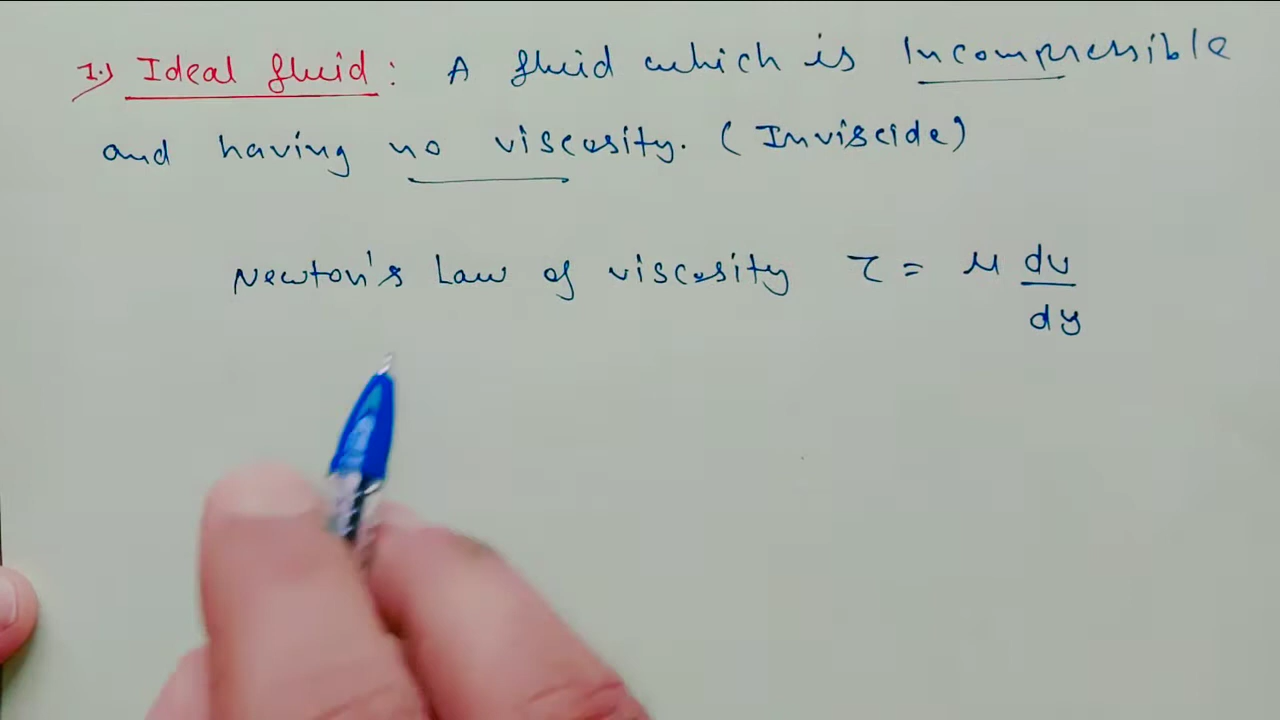 1.) Ideal fluid: A fluid which is Incompressible
and having no viscosity. (Inviscide)
Newton's Law of viscosity τ = μ du/dy